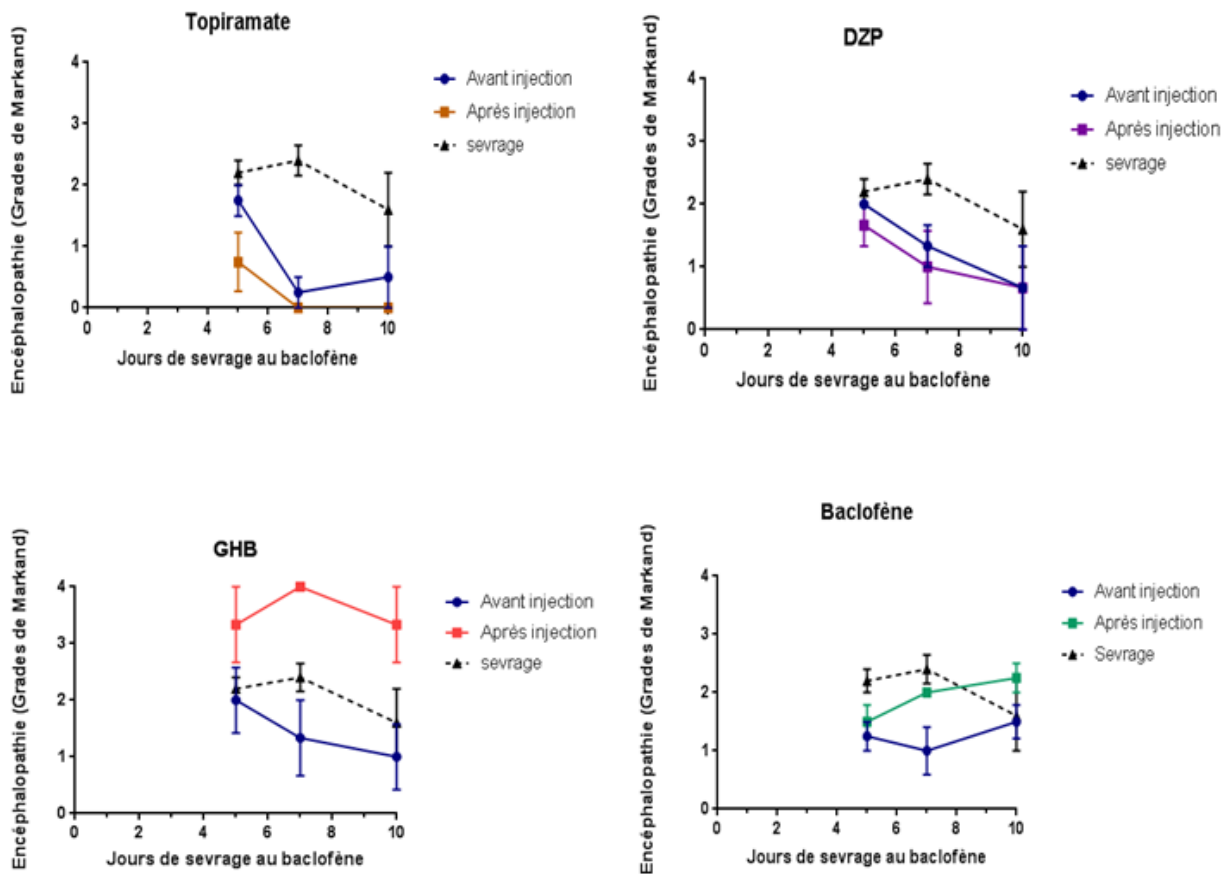 Topiramate
Encéphalopathie (Grades de Markand)
4
3
2
1
0
0 2 4 6 8 10
Jours de sevrage au baclofène
Avant injection
Après injection
sevrage
DZP
Encéphalopathie (Grades de Markand)
4
3
2
1
0
0 2 4 6 8 10
Jours de sevrage au baclofène
Avant injection
Après injection
sevrage
GHB
Encéphalopathie (Grades de Markand)
4
3
2
1
0
0 2 4 6 8 10
Jours de sevrage au baclofène
Avant injection
Après injection
sevrage
Baclofène
Encéphalopathie (Grades de Markand)
4
3
2
1
0
0 2 4 6 8 10
Jours de sevrage au baclofène
Avant injection
Après injection
Sevrage